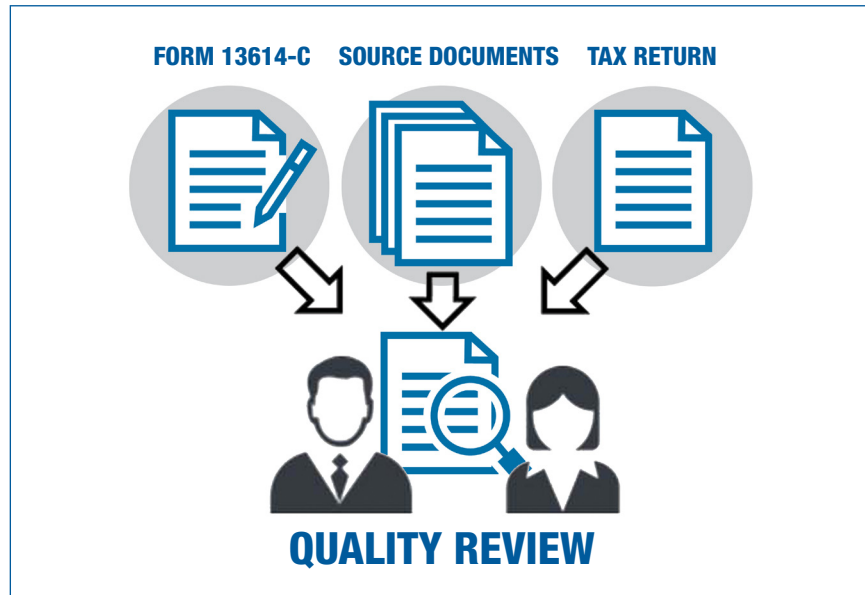 FORM 13614-C
SOURCE DOCUMENTS
TAX RETURN
QUALITY REVIEW